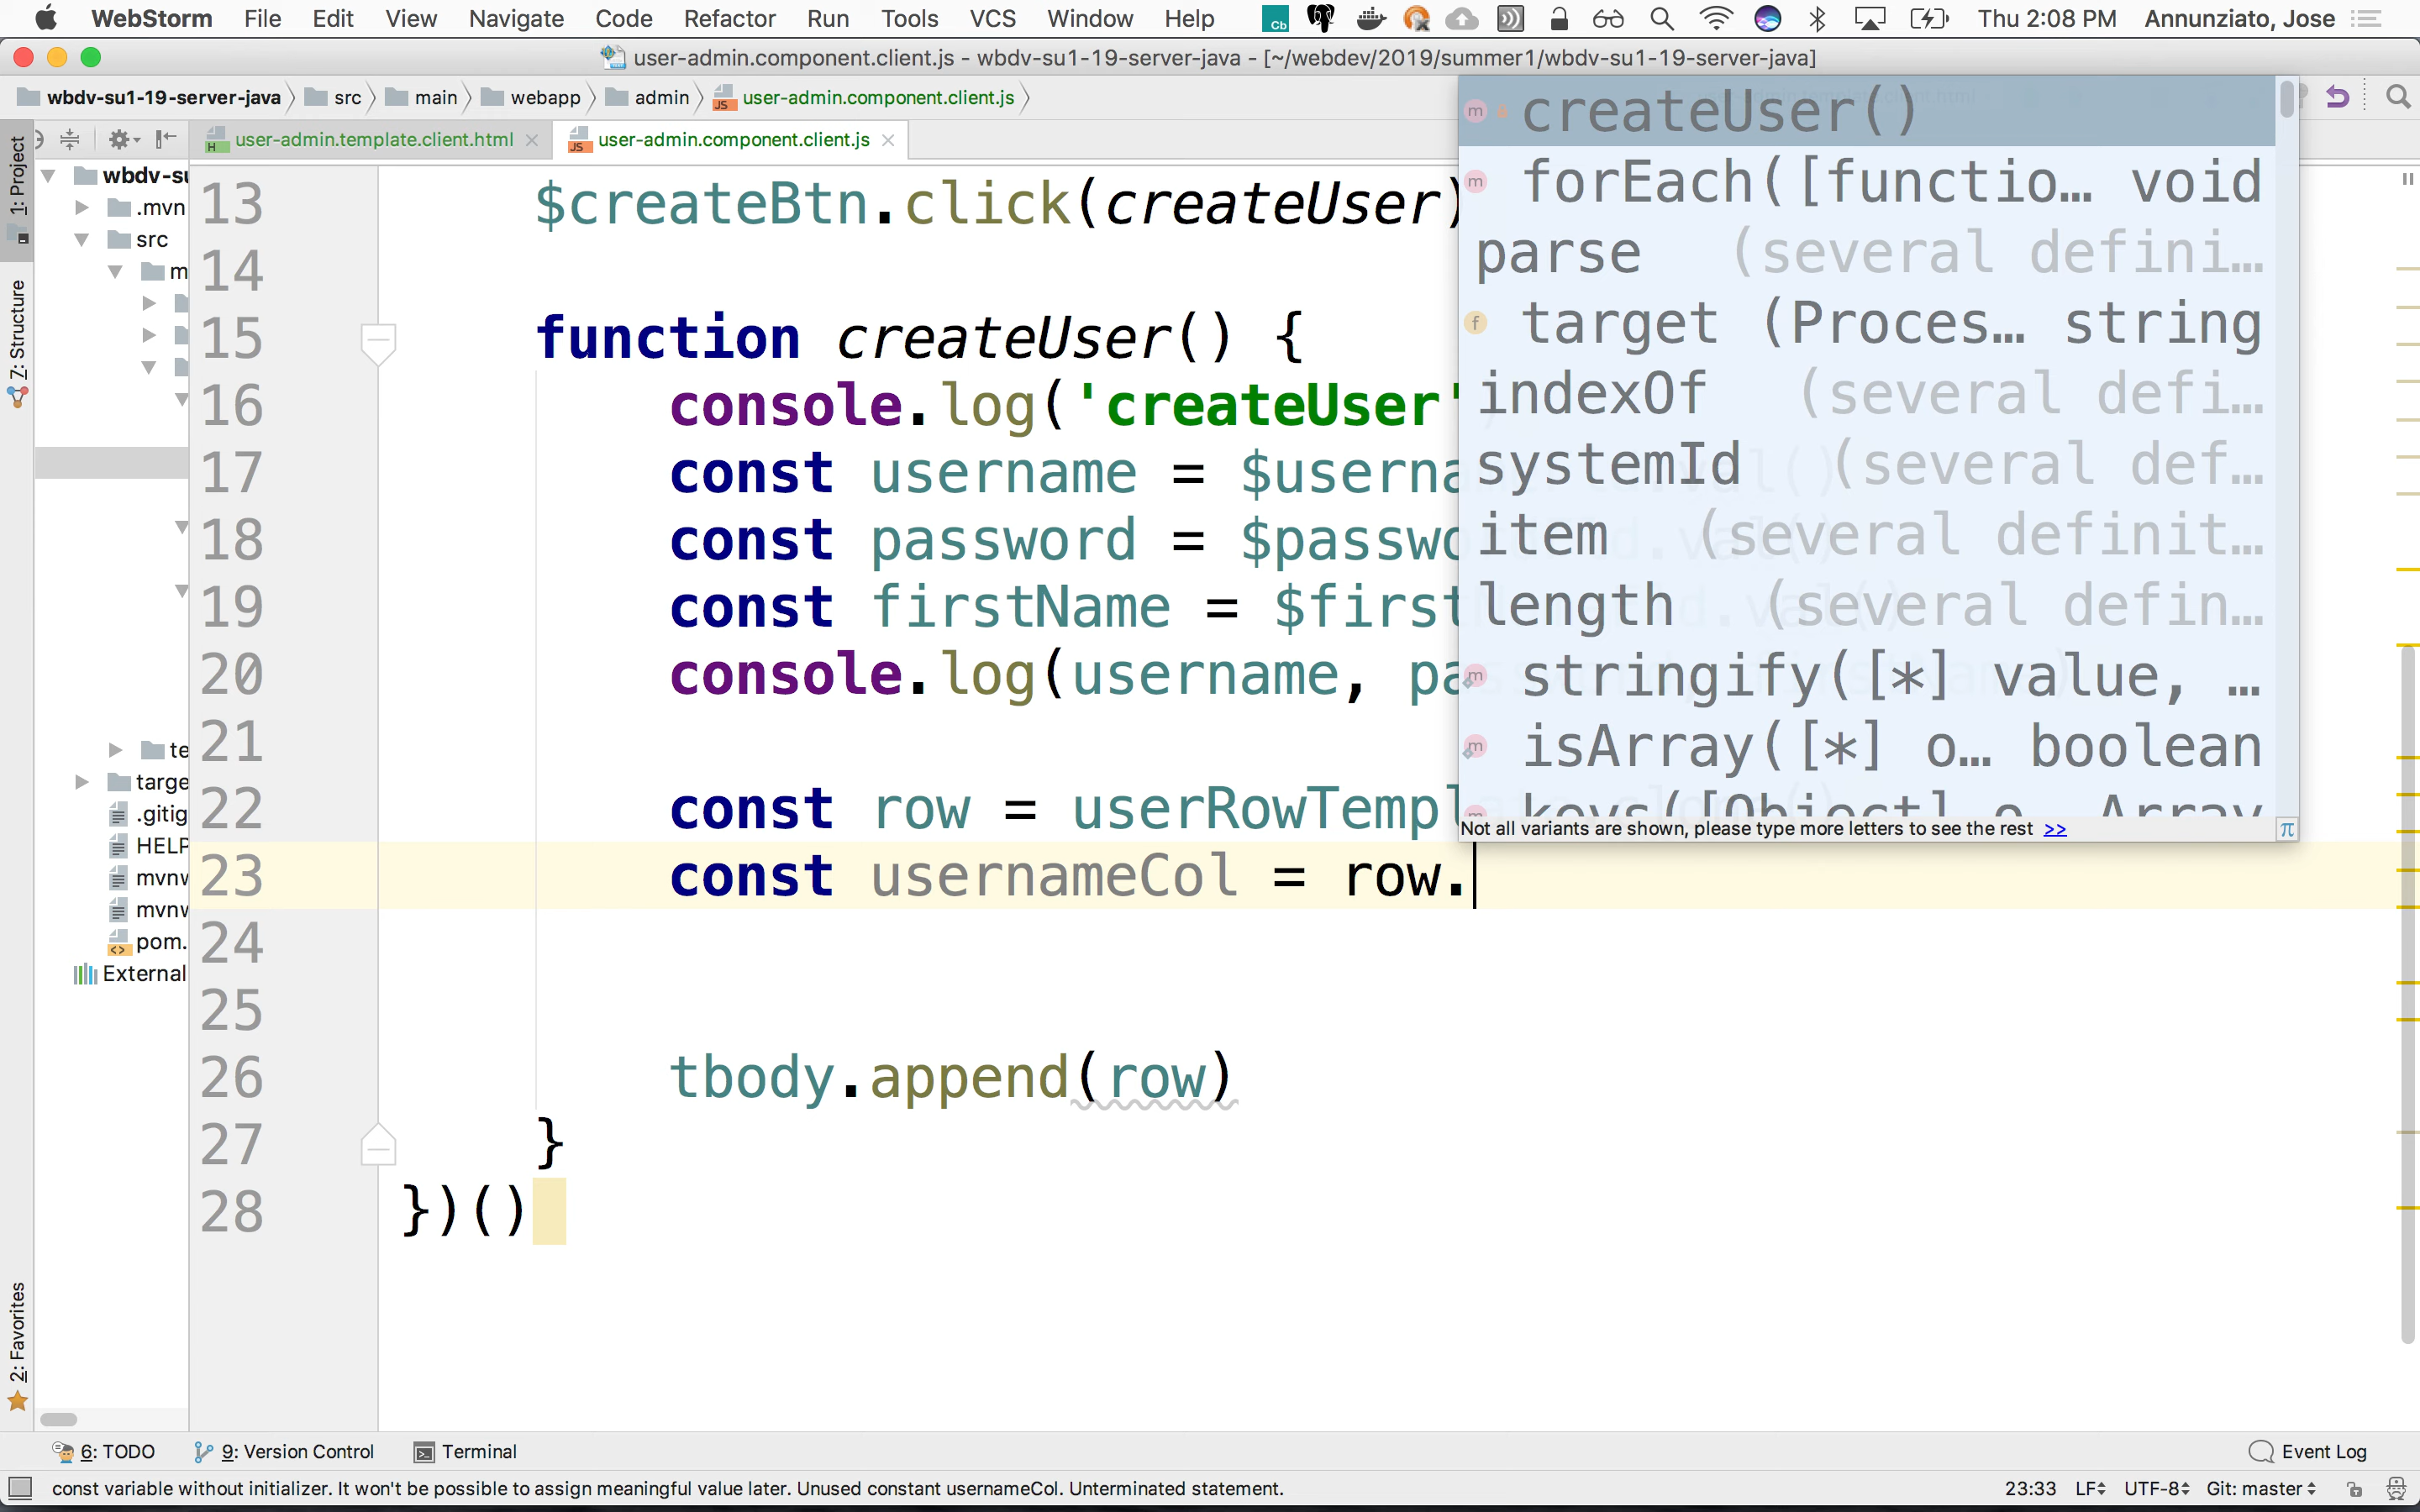 WebStorm File Edit View Navigate Code Refactor Run Tools VCS Window Help Cb Thu 2:08 PM Annunziato, Jose
user-admin.component.client.js - wbdv-su1-19-server-java - [~/webdev/2019/summer1/wbdv-su1-19-server-java]
wbdv-su1-19-server-java src main webapp admin user-admin.component.client.js
user-admin.template.client.html user-admin.component.client.js
1: Project
7: Structure
2: Favorites
wbdv-su
.mvn
src
m
te
targe
.gitig
HELP
mvnv
mvnv
pom.
External
13 $createBtn.click(createUser)
14
15 function createUser() {
16 console.log('createUser'
17 const username = $userna
18 const password = $passwo
19 const firstName = $first
20 console.log(username, pa
21
22 const row = userRowTempl
23 const usernameCol = row.
24
25
26 tbody.append(row)
27 }
28 })()
createUser()
forEach([functio… void
parse (several defini…
target (Proces… string
indexOf (several defi…
systemId (several def…
item (several definit…
length (several defin…
stringify([*] value, …
isArray([*] o… boolean
keys([Object] o… Array
Not all variants are shown, please type more letters to see the rest >> π
6: TODO 9: Version Control Terminal Event Log
const variable without initializer. It won't be possible to assign meaningful value later. Unused constant usernameCol. Unterminated statement. 23:33 LF UTF-8 Git: master